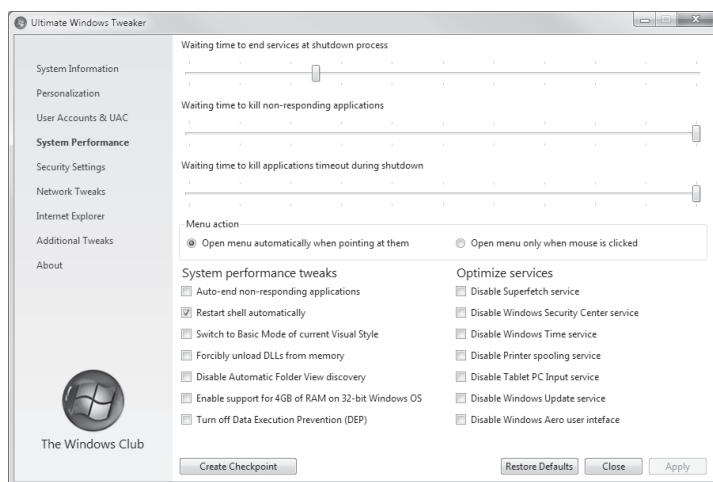 Ultimate Windows Tweaker
System Information
Personalization
User Accounts & UAC
System Performance
Security Settings
Network Tweaks
Internet Explorer
Additional Tweaks
About
The Windows Club
Waiting time to end services at shutdown process
Waiting time to kill non-responding applications
Waiting time to kill applications timeout during shutdown
Menu action
Open menu automatically when pointing at them
Open menu only when mouse is clicked
System performance tweaks
Auto-end non-responding applications
Restart shell automatically
Switch to Basic Mode of current Visual Style
Forcibly unload DLLs from memory
Disable Automatic Folder View discovery
Enable support for 4GB of RAM on 32-bit Windows OS
Turn off Data Execution Prevention (DEP)
Optimize services
Disable Superfetch service
Disable Windows Security Center service
Disable Windows Time service
Disable Printer spooling service
Disable Tablet PC Input service
Disable Windows Update service
Disable Windows Aero user inteface
Create Checkpoint
Restore Defaults
Close
Apply